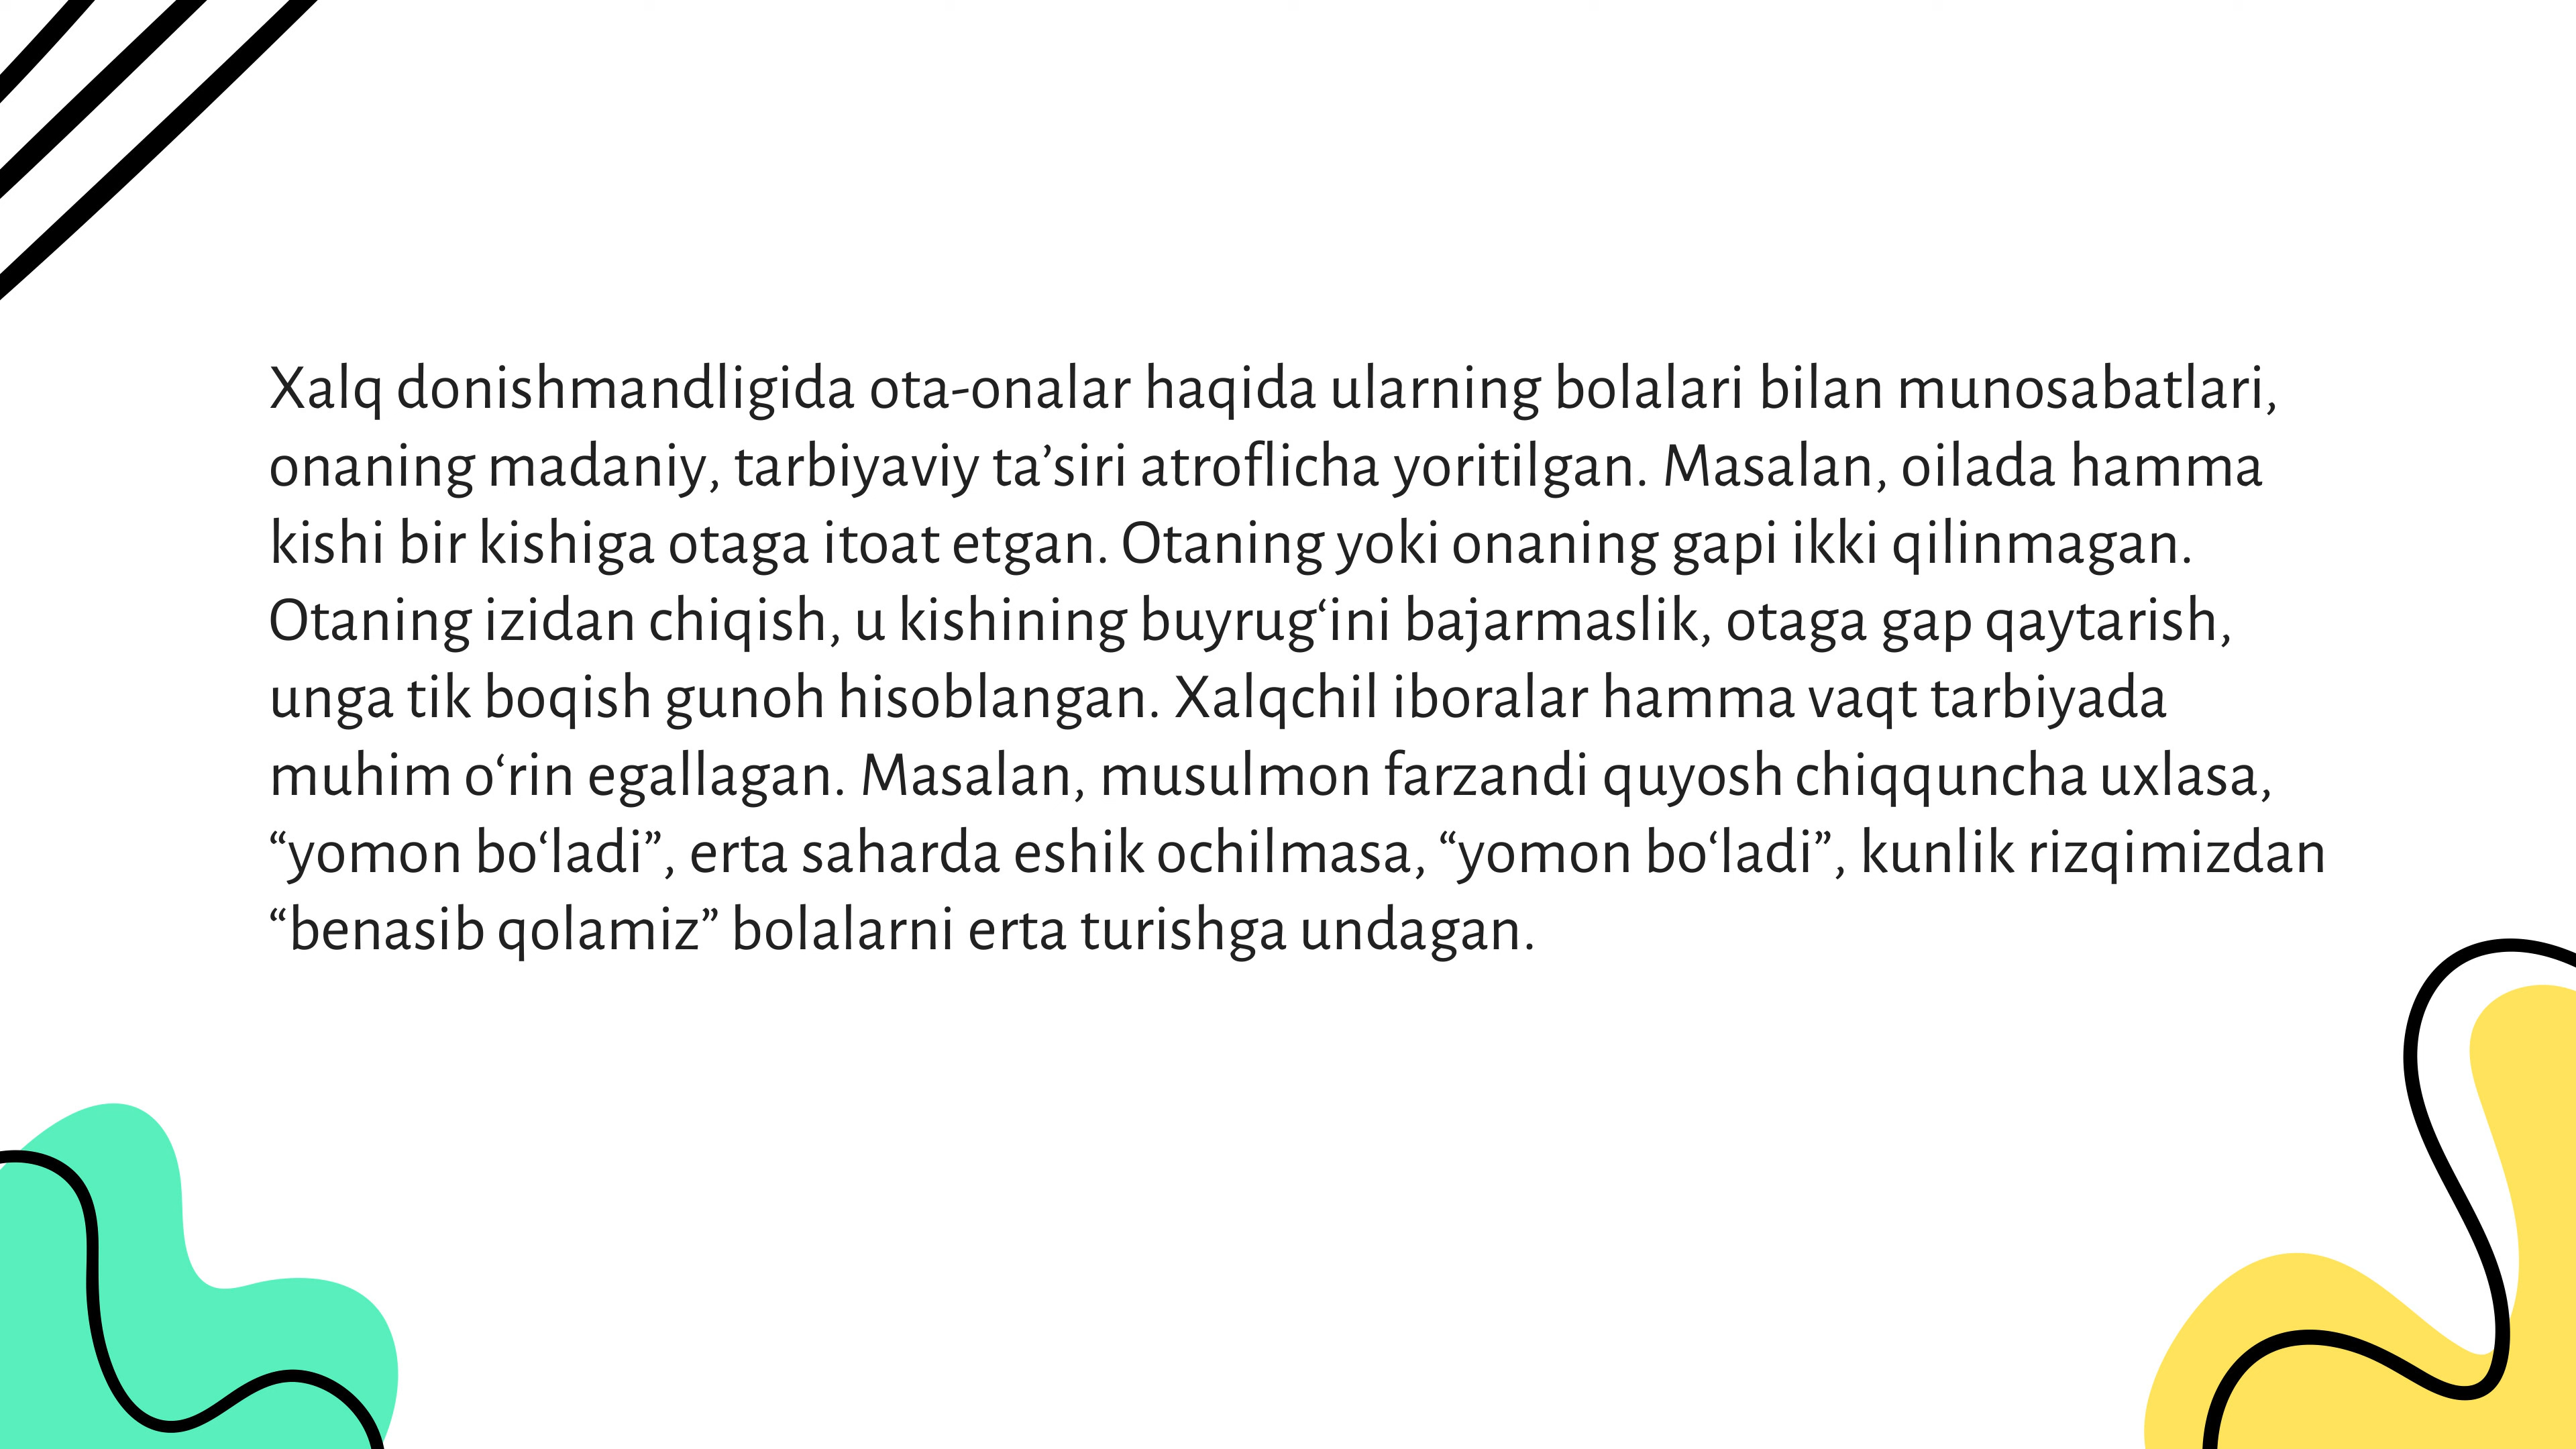 Xalq donishmandligida ota-onalar haqida ularning bolalari bilan munosabatlari,
onaning madaniy, tarbiyaviy ta’siri atroflicha yoritilgan. Masalan, oilada hamma
kishi bir kishiga otaga itoat etgan. Otaning yoki onaning gapi ikki qilinmagan.
Otaning izidan chiqish, u kishining buyrug‘ini bajarmaslik, otaga gap qaytarish,
unga tik boqish gunoh hisoblangan. Xalqchil iboralar hamma vaqt tarbiyada
muhim o‘rin egallagan. Masalan, musulmon farzandi quyosh chiqquncha uxlasa,
“yomon bo‘ladi”, erta saharda eshik ochilmasa, “yomon bo‘ladi”, kunlik rizqimizdan
“benasib qolamiz” bolalarni erta turishga undagan.